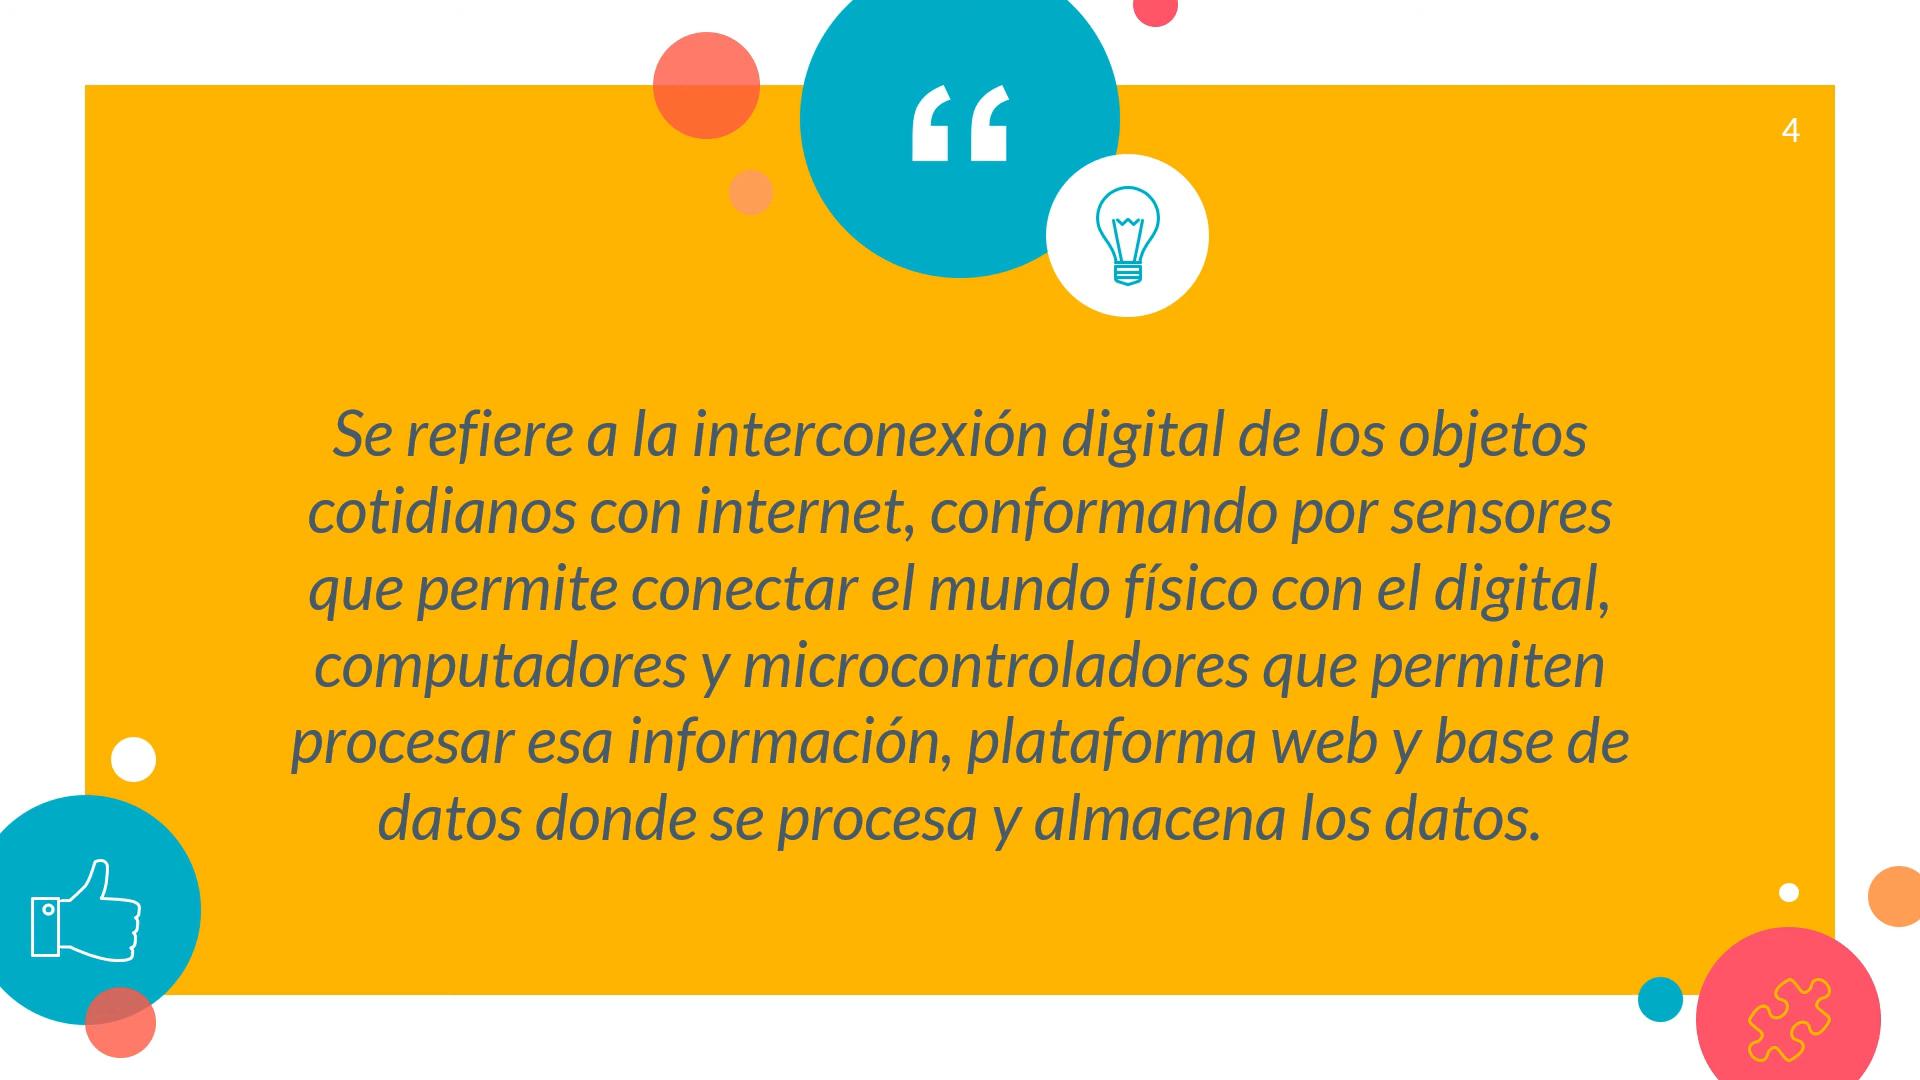 “
4
Se refiere a la interconexión digital de los objetos
cotidianos con internet, conformando por sensores
que permite conectar el mundo físico con el digital,
computadores y microcontroladores que permiten
procesar esa información, plataforma web y base de
datos donde se procesa y almacena los datos.